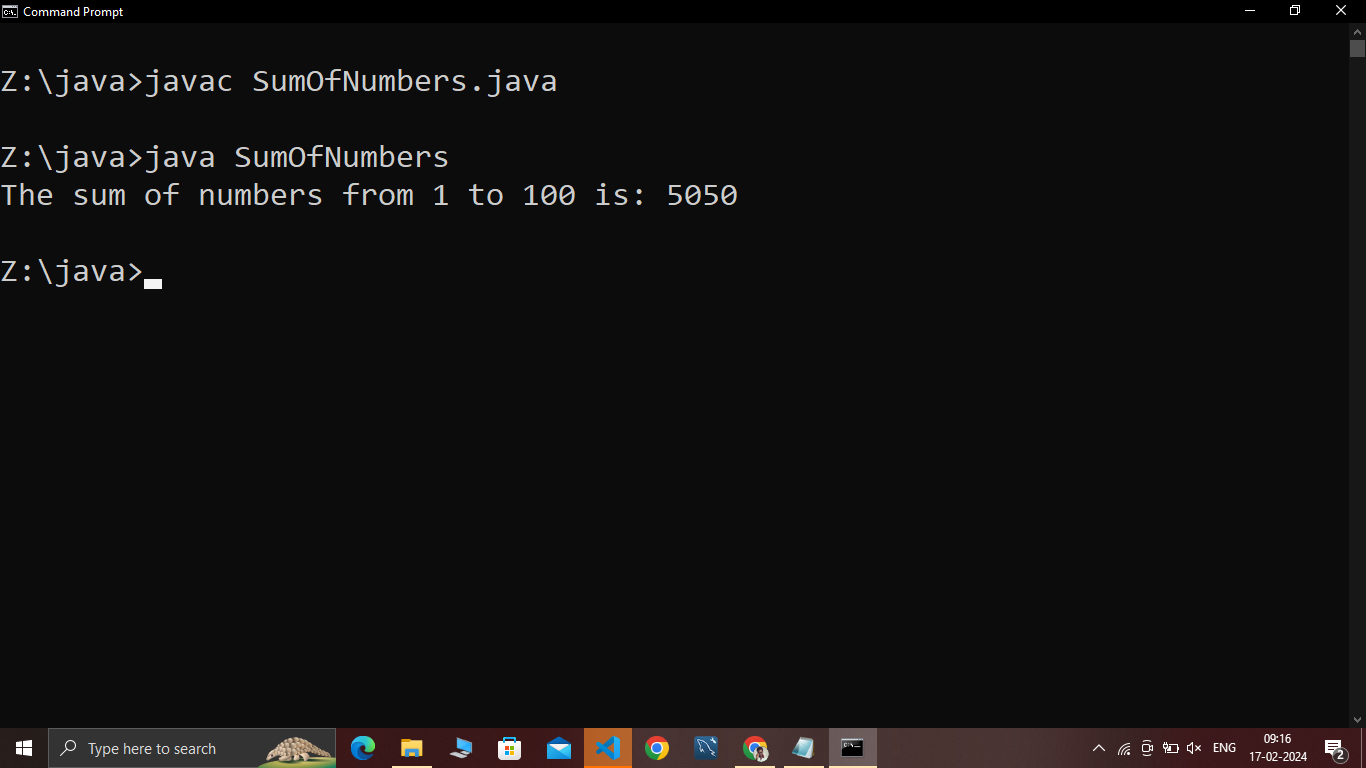 Command Prompt
Z:\java>javac SumOfNumbers.java
Z:\java>java SumOfNumbers
The sum of numbers from 1 to 100 is: 5050
Z:\java>
Type here to search
ENG
09:16
17-02-2024
2